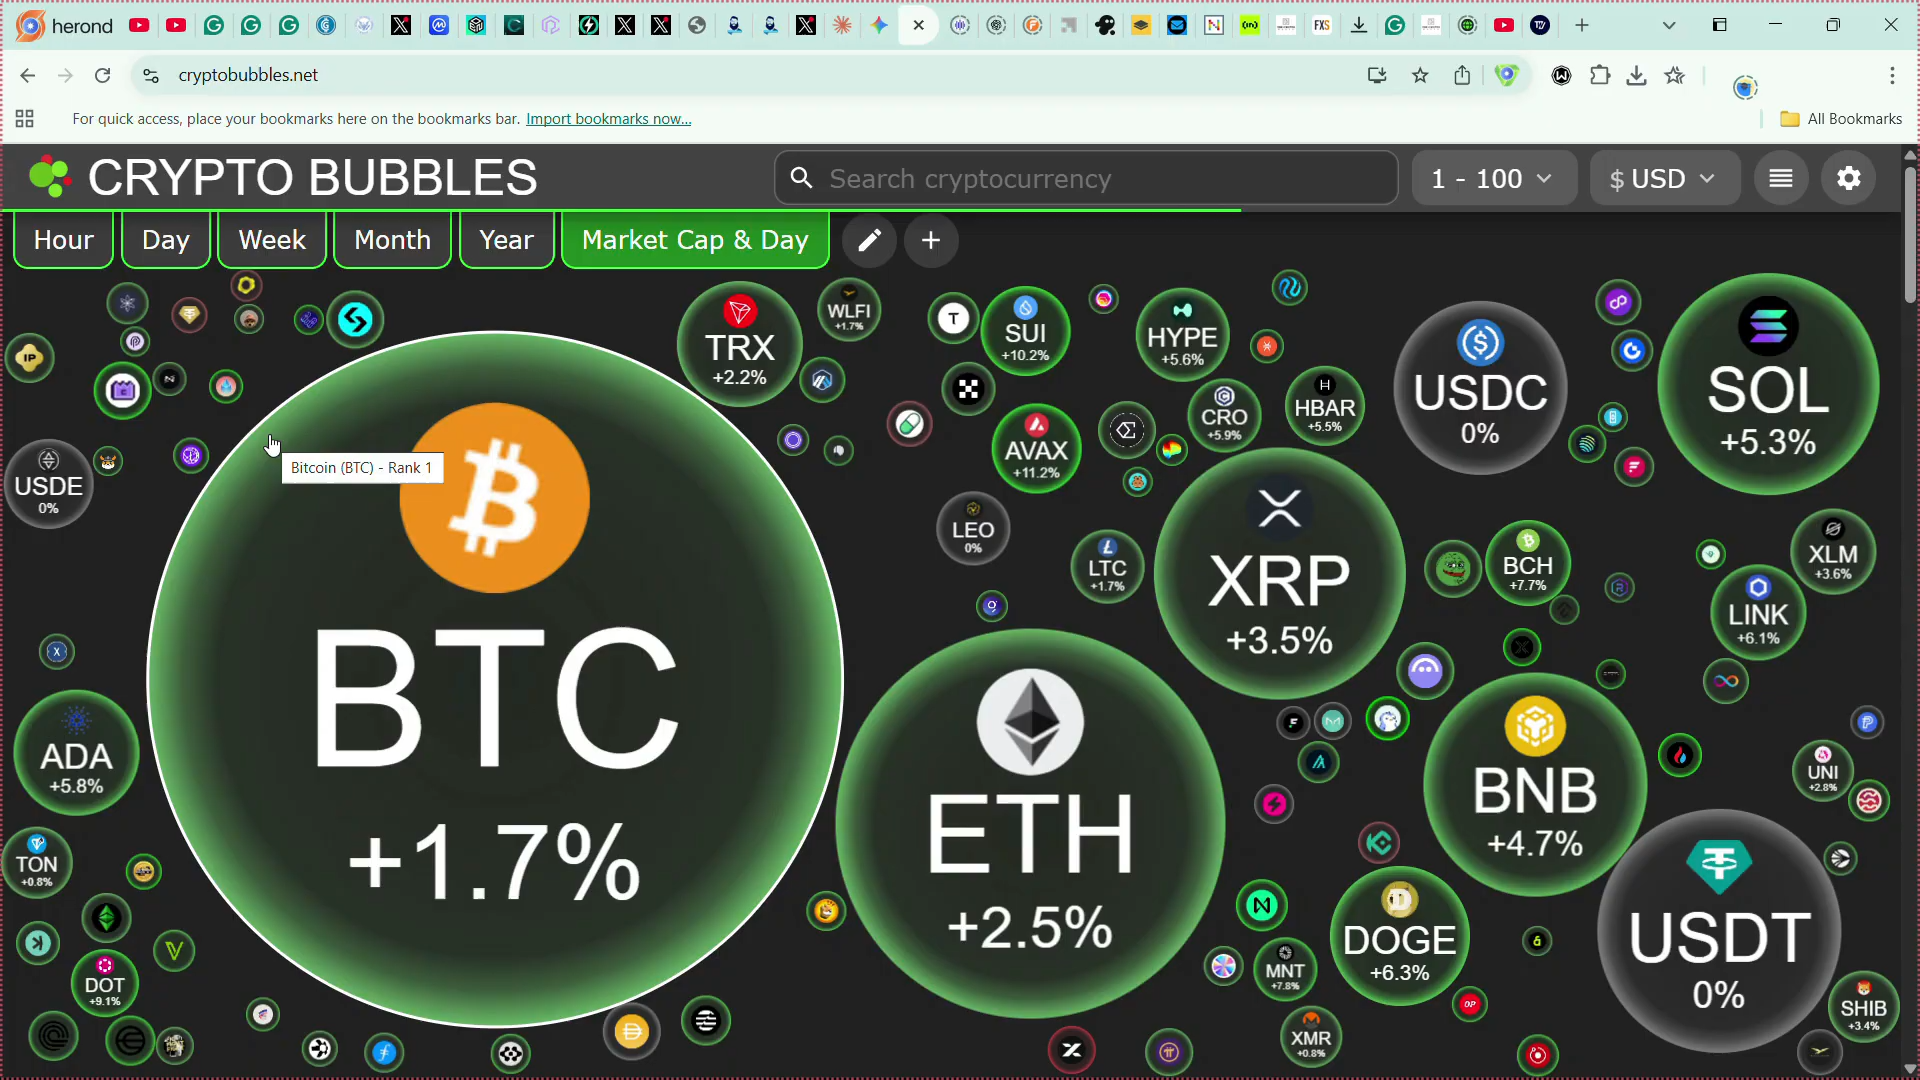 herond
cryptobubbles.net
For quick access, place your bookmarks here on the bookmarks bar. Import bookmarks now...
All Bookmarks
CRYPTO BUBBLES
Search cryptocurrency
1 - 100
$ USD
Hour
Day
Week
Month
Year
Market Cap & Day
TRX
+2.2%
WLFI
+1.7%
SUI
+10.2%
HYPE
+5.6%
USDC
0%
SOL
+5.3%
IP
CRO
+5.9%
HBAR
+5.5%
AVAX
+11.2%
USDE
0%
Bitcoin (BTC) - Rank 1
LEO
0%
LTC
+1.7%
XRP
+3.5%
BCH
+7.7%
XLM
+3.6%
LINK
+6.1%
BTC
+1.7%
ADA
+5.8%
ETH
+2.5%
BNB
+4.7%
UNI
+2.8%
TON
+0.8%
DOGE
+6.3%
USDT
0%
DOT
+9.1%
MNT
+7.8%
OP
SHIB
+3.4%
XMR
+0.8%